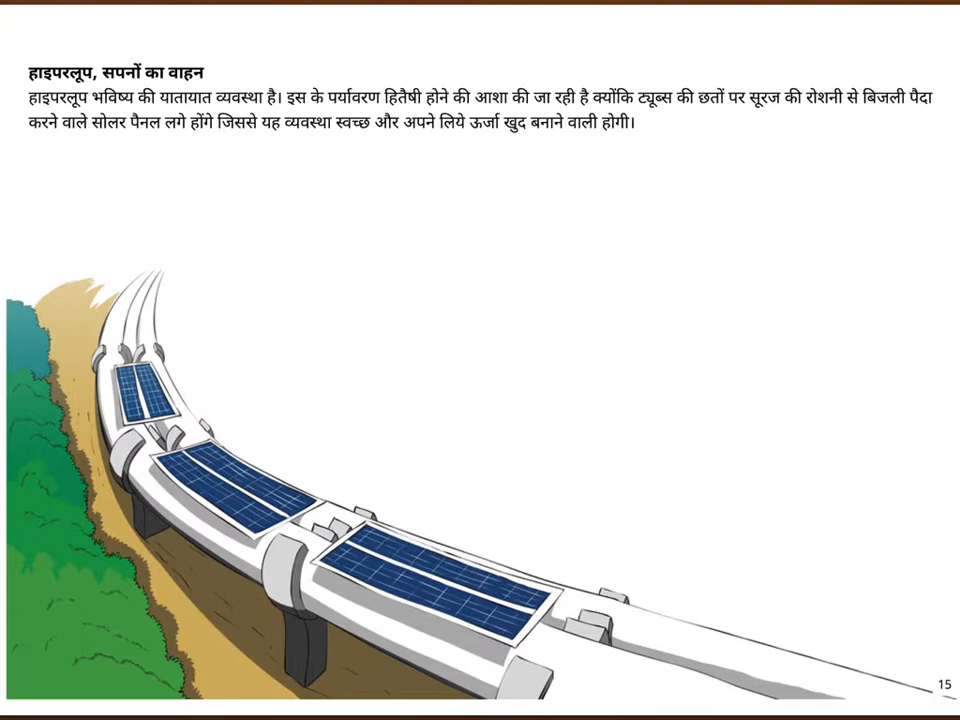 हाइपरलूप, सपनों का वाहन
हाइपरलूप भविष्य की यातायात व्यवस्था है। इस के पर्यावरण हितैषी होने की आशा की जा रही है क्योंकि ट्यूब्स की छतों पर सूरज की रोशनी से बिजली पैदा
करने वाले सोलर पैनल लगे होंगे जिससे यह व्यवस्था स्वच्छ और अपने लिये ऊर्जा खुद बनाने वाली होगी।
15